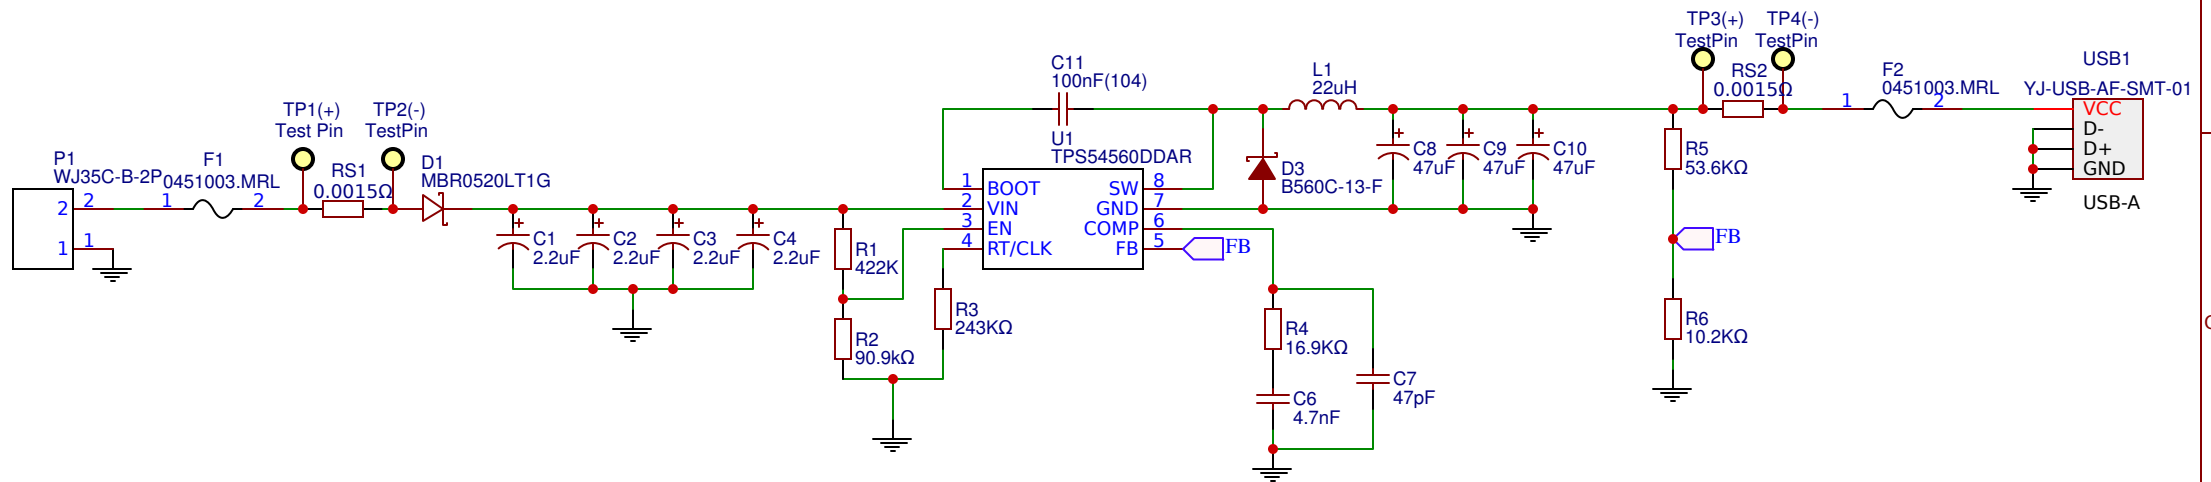 P1
WJ35C-B-2P
2
2
1
1
F1
0451003.MRL
1
2
TP1(+)
Test Pin
RS1
0.0015Ω
TP2(-)
TestPin
D1
MBR0520LT1G
C1
2.2uF
C2
2.2uF
C3
2.2uF
C4
2.2uF
R1
422K
R2
90.9kΩ
R3
243KΩ
C11
100nF(104)
U1
TPS54560DDAR
1
BOOT
2
VIN
3
EN
4
RT/CLK
SW
8
GND
7
COMP
6
FB
5
FB
R4
16.9KΩ
C6
4.7nF
C7
47pF
D3
B560C-13-F
L1
22uH
C8
47uF
C9
47uF
C10
47uF
TP3(+)
TestPin
RS2
0.0015Ω
TP4(-)
TestPin
R5
53.6KΩ
FB
R6
10.2KΩ
F2
0451003.MRL
1
2
USB1
YJ-USB-AF-SMT-01
VCC
D-
D+
GND
USB-A